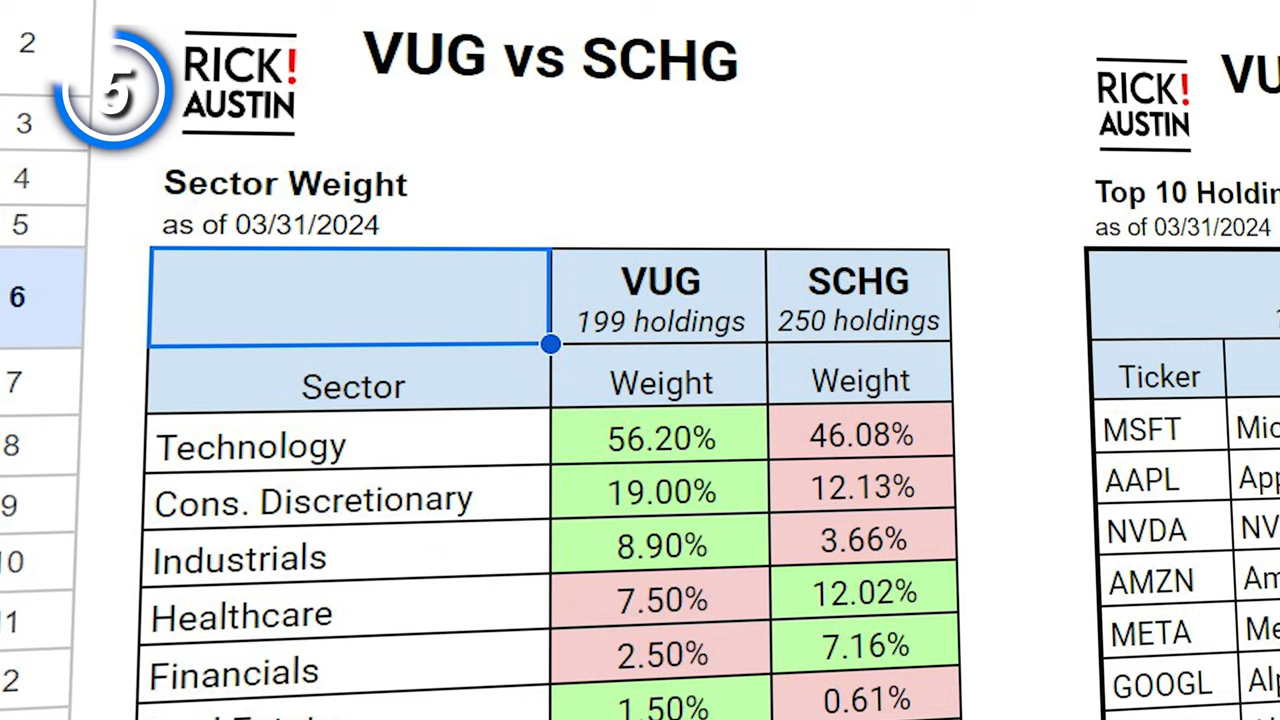 2
3
4
5
6
7
8
9
10
5
RICK!
AUSTIN
VUG vs SCHG
Sector Weight
as of 03/31/2024
VUG SCHG
199 holdings 250 holdings
Sector Weight Weight
Technology 56.20% 46.08%
Cons. Discretionary 19.00% 12.13%
Industrials 8.90% 3.66%
Healthcare 7.50% 12.02%
Financials 2.50% 7.16%
1.50% 0.61%
RICK!
AUSTIN
Top 10
as of 03/31/2024
Ticker
MSFT
AAPL
NVDA
AMZN
META
GOOGL